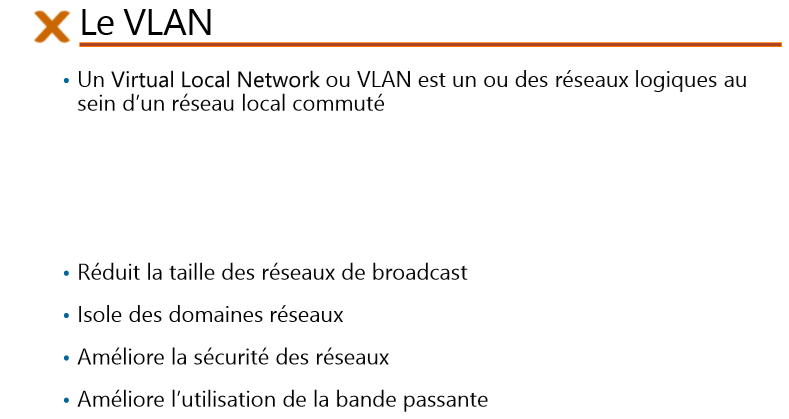 Le VLAN
• Un Virtual Local Network ou VLAN est un ou des réseaux logiques au
sein d’un réseau local commuté
• Réduit la taille des réseaux de broadcast
• Isole des domaines réseaux
• Améliore la sécurité des réseaux
• Améliore l’utilisation de la bande passante